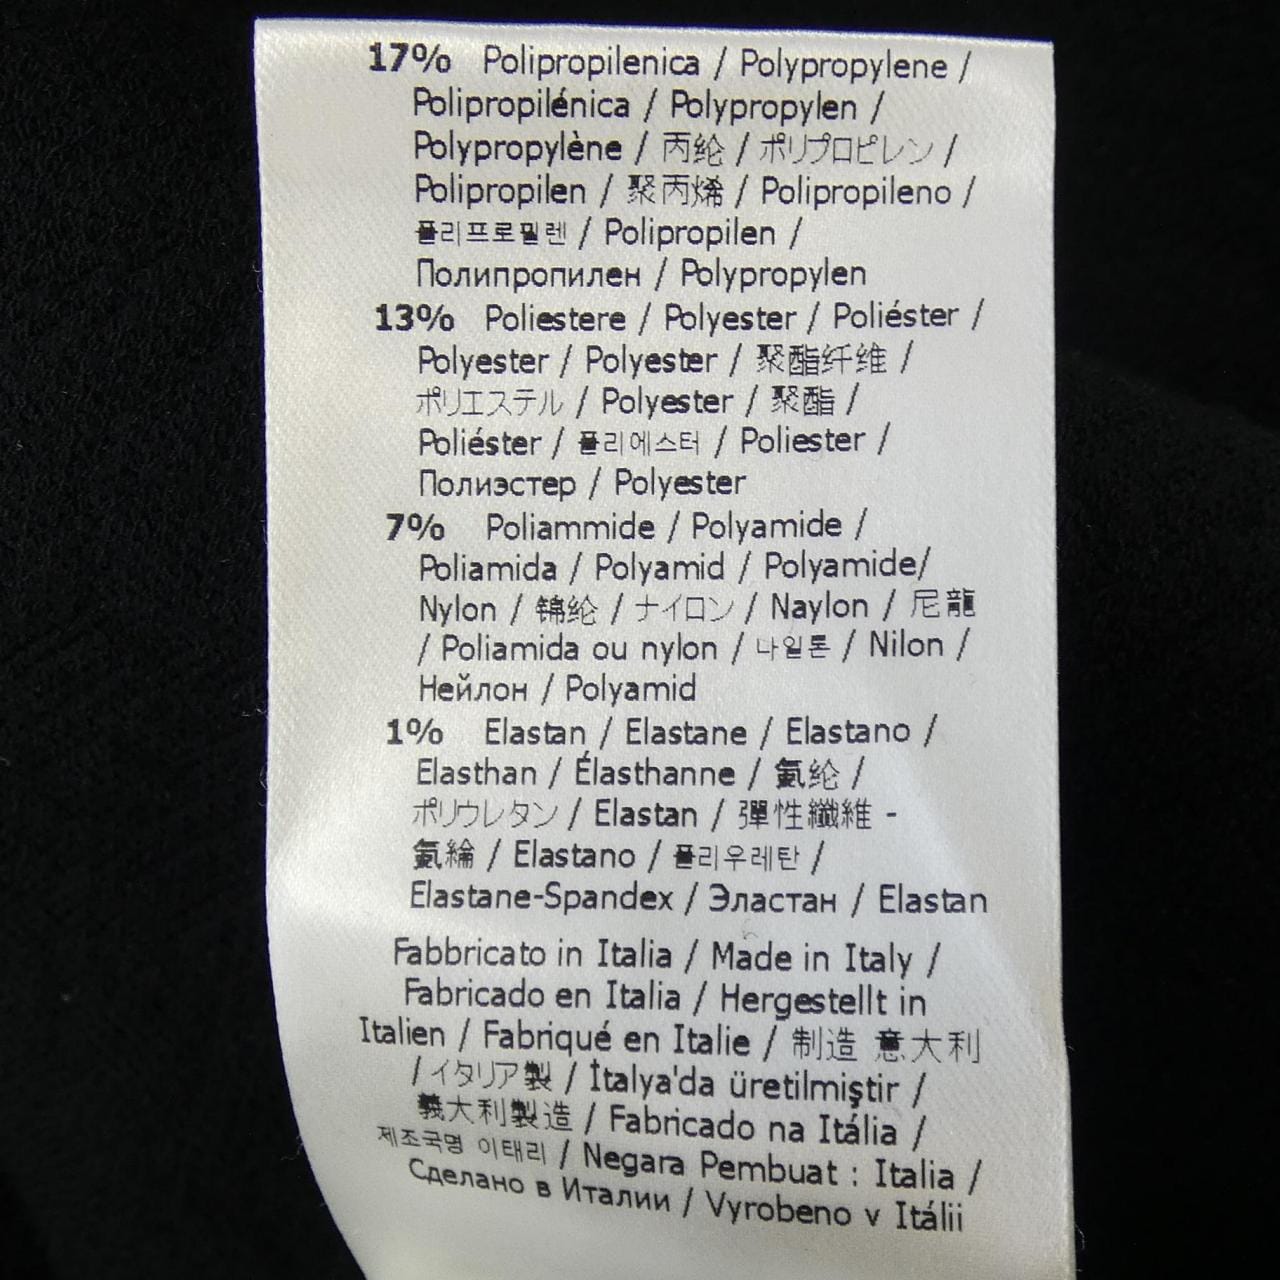 17% Polipropilenica / Polypropylene /
Polipropilénica / Polypropylen /
Polypropylène / 丙纶 / ポリプロピレン /
Polipropilen / 聚丙烯 / Polipropileno /
폴리프로필렌 / Polipropilen /
Полипропилен / Polypropylen
13% Poliestere / Polyester / Poliéster /
Polyester / Polyester / 聚酯纤维 /
ポリエステル / Polyester / 聚酯 /
Poliéster / 폴리에스터 / Poliester /
Полиэстер / Polyester
7% Poliammide / Polyamide /
Poliamida / Polyamid / Polyamide/
Nylon / 锦纶 / ナイロン / Naylon / 尼龍
/ Poliamida ou nylon / 나일론 / Nilon /
Нейлон / Polyamid
1% Elastan / Elastane / Elastano /
Elasthan / Élasthanne / 氨纶 /
ポリウレタン / Elastan / 彈性纖維 -
氨綸 / Elastano / 폴리우레탄 /
Elastane-Spandex / Эластан / Elastan
Fabbricato in Italia / Made in Italy /
Fabricado en Italia / Hergestellt in
Italien / Fabriqué en Italie / 制造 意大利
/ イタリア製 / İtalya'da üretilmiştir /
義大利製造 / Fabricado na Itália /
제조국명 이태리 / Negara Pembuat : Italia /
Сделано в Италии / Vyrobeno v Itálii